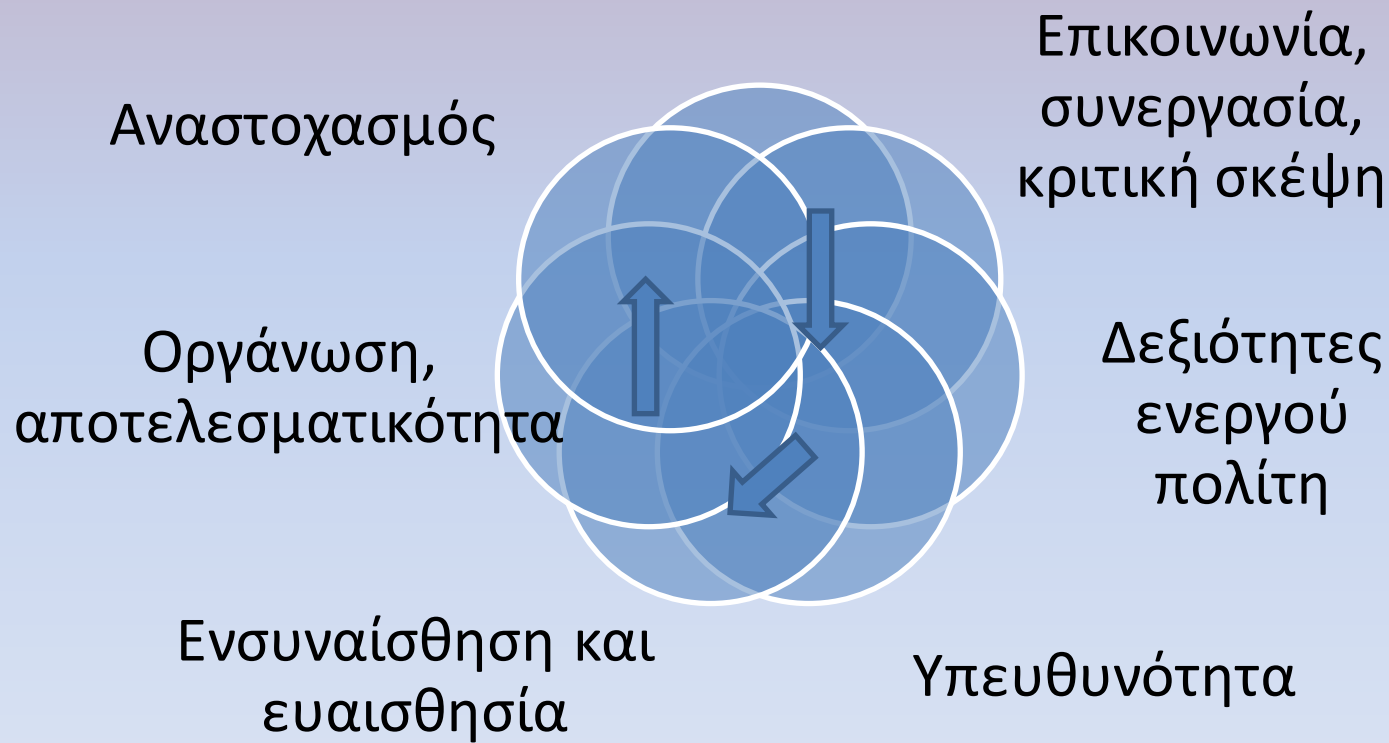 Επικοινωνία,
συνεργασία,
κριτική σκέψη
Δεξιότητες
ενεργού
πολίτη
Υπευθυνότητα
Ενσυναίσθηση και
ευαισθησία
Οργάνωση,
αποτελεσματικότητα
Αναστοχασμός